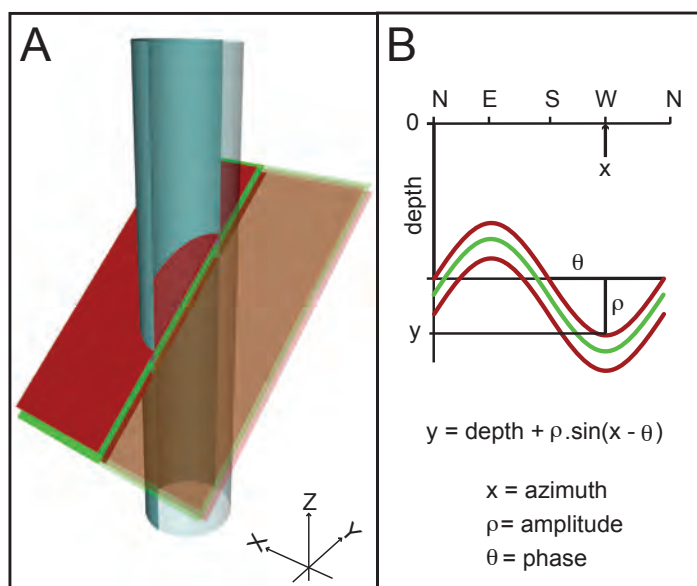 A
Z
X
Y
B
N E S W N
0
x
depth
θ
ρ
y
y = depth + ρ.sin(x - θ)
x = azimuth
ρ= amplitude
θ = phase